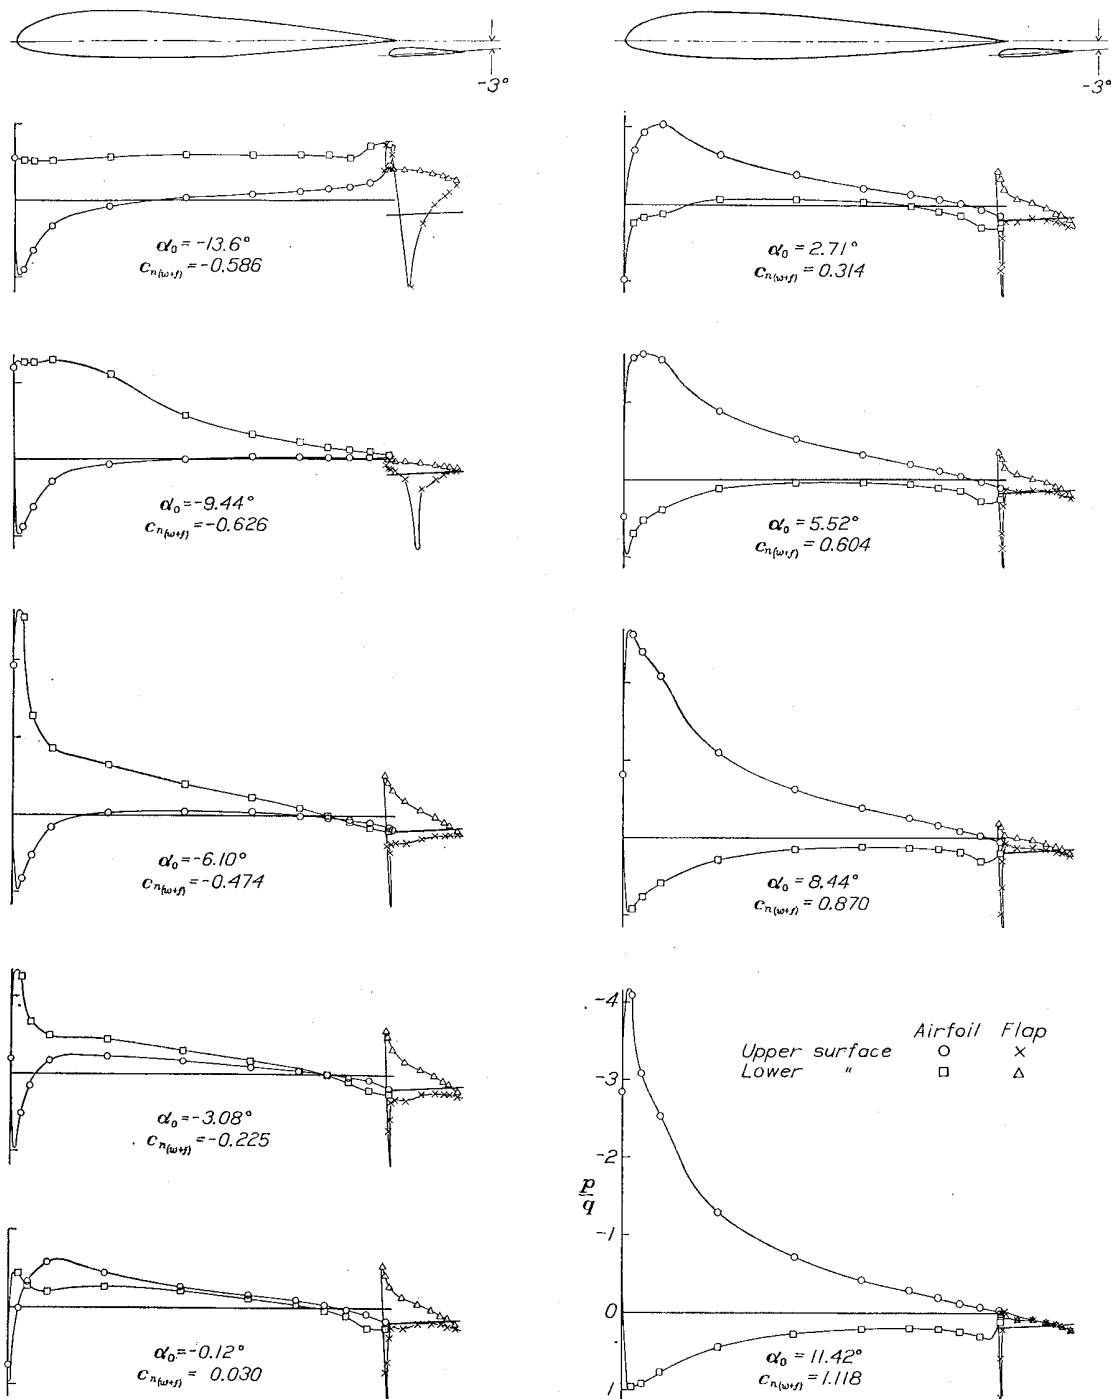 -3°
-3°
α₀ = -13.6°
cₙ₍w+f₎ = -0.586
α₀ = 2.71°
cₙ₍w+f₎ = 0.314
α₀ = -9.44°
cₙ₍w+f₎ = -0.626
α₀ = 5.52°
cₙ₍w+f₎ = 0.604
α₀ = -6.10°
cₙ₍w+f₎ = -0.474
α₀ = 8.44°
cₙ₍w+f₎ = 0.870
α₀ = -3.08°
cₙ₍w+f₎ = -0.225
-4
Airfoil Flap
Upper surface ○ ×
Lower " □ △
-3
-2
p/q
-1
0
1
α₀ = -0.12°
cₙ₍w+f₎ = 0.030
α₀ = 11.42°
cₙ₍w+f₎ = 1.118